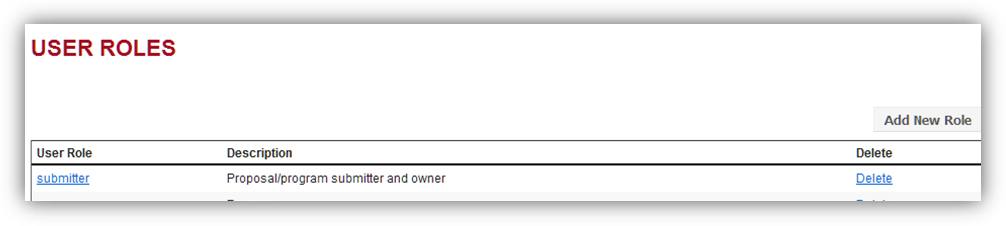 USER ROLES
Add New Role
User Role Description Delete
submitter Proposal/program submitter and owner Delete